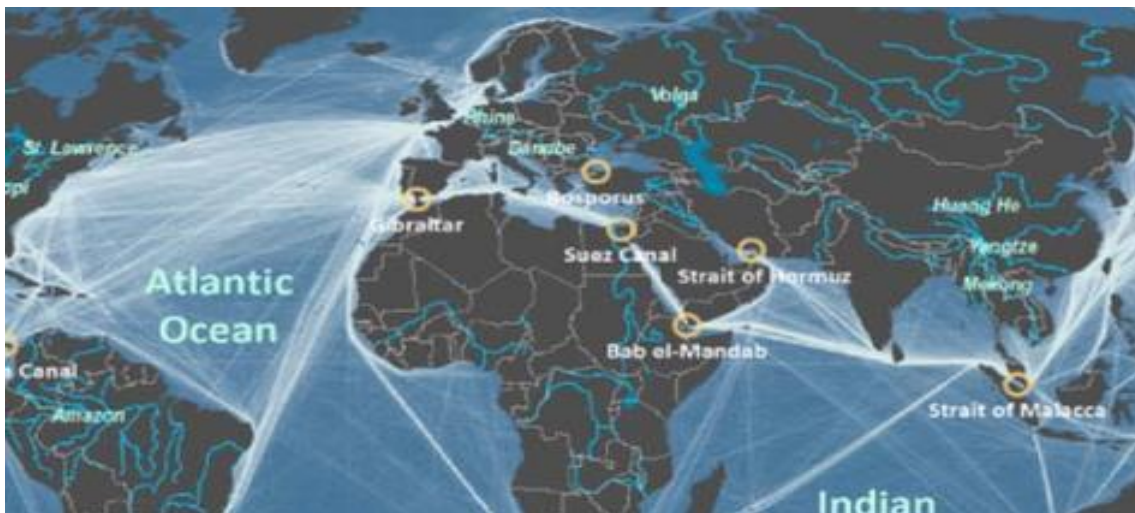 Volga
Rhine
Danube
St. Lawrence
ppi
Bosporus
Gibraltar
Huang He
Yangtze
Suez Canal
Strait of Hormuz
Mekong
Atlantic
Ocean
Bab el-Mandab
a Canal
Strait of Malacca
Amazon
Indian